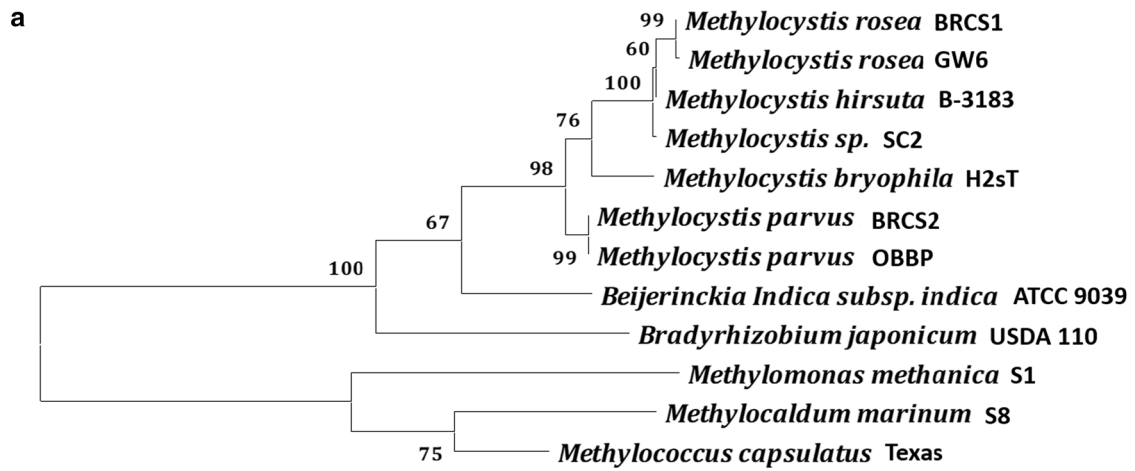 a
99 Methylocystis rosea BRCS1
60 Methylocystis rosea GW6
100 Methylocystis hirsuta B-3183
76 Methylocystis sp. SC2
98 Methylocystis bryophila H2sT
67 Methylocystis parvus BRCS2
99 Methylocystis parvus OBBP
100 Beijerinckia Indica subsp. indica ATCC 9039
Bradyrhizobium japonicum USDA 110
Methylomonas methanica S1
Methylocaldum marinum S8
75 Methylococcus capsulatus Texas